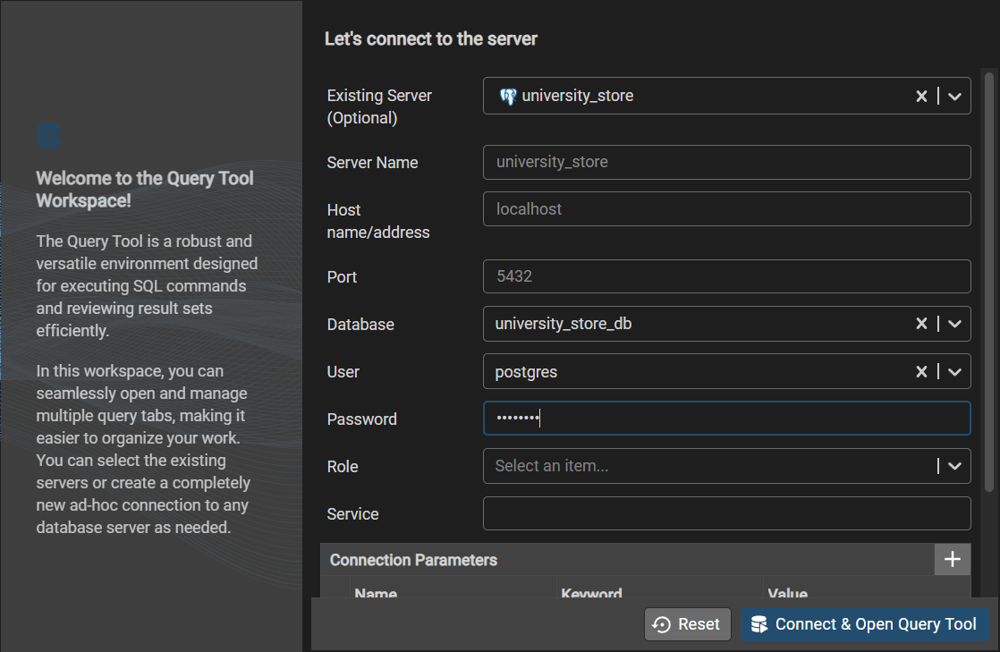 Welcome to the Query Tool
Workspace!
The Query Tool is a robust and
versatile environment designed
for executing SQL commands
and reviewing result sets
efficiently.
In this workspace, you can
seamlessly open and manage
multiple query tabs, making it
easier to organize your work.
You can select the existing
servers or create a completely
new ad-hoc connection to any
database server as needed.
Let's connect to the server
Existing Server
(Optional)
university_store
Server Name
university_store
Host
name/address
localhost
Port
5432
Database
university_store_db
User
postgres
Password
••••••••
Role
Select an item...
Service
Connection Parameters
Name Keyword Value
Reset Connect & Open Query Tool